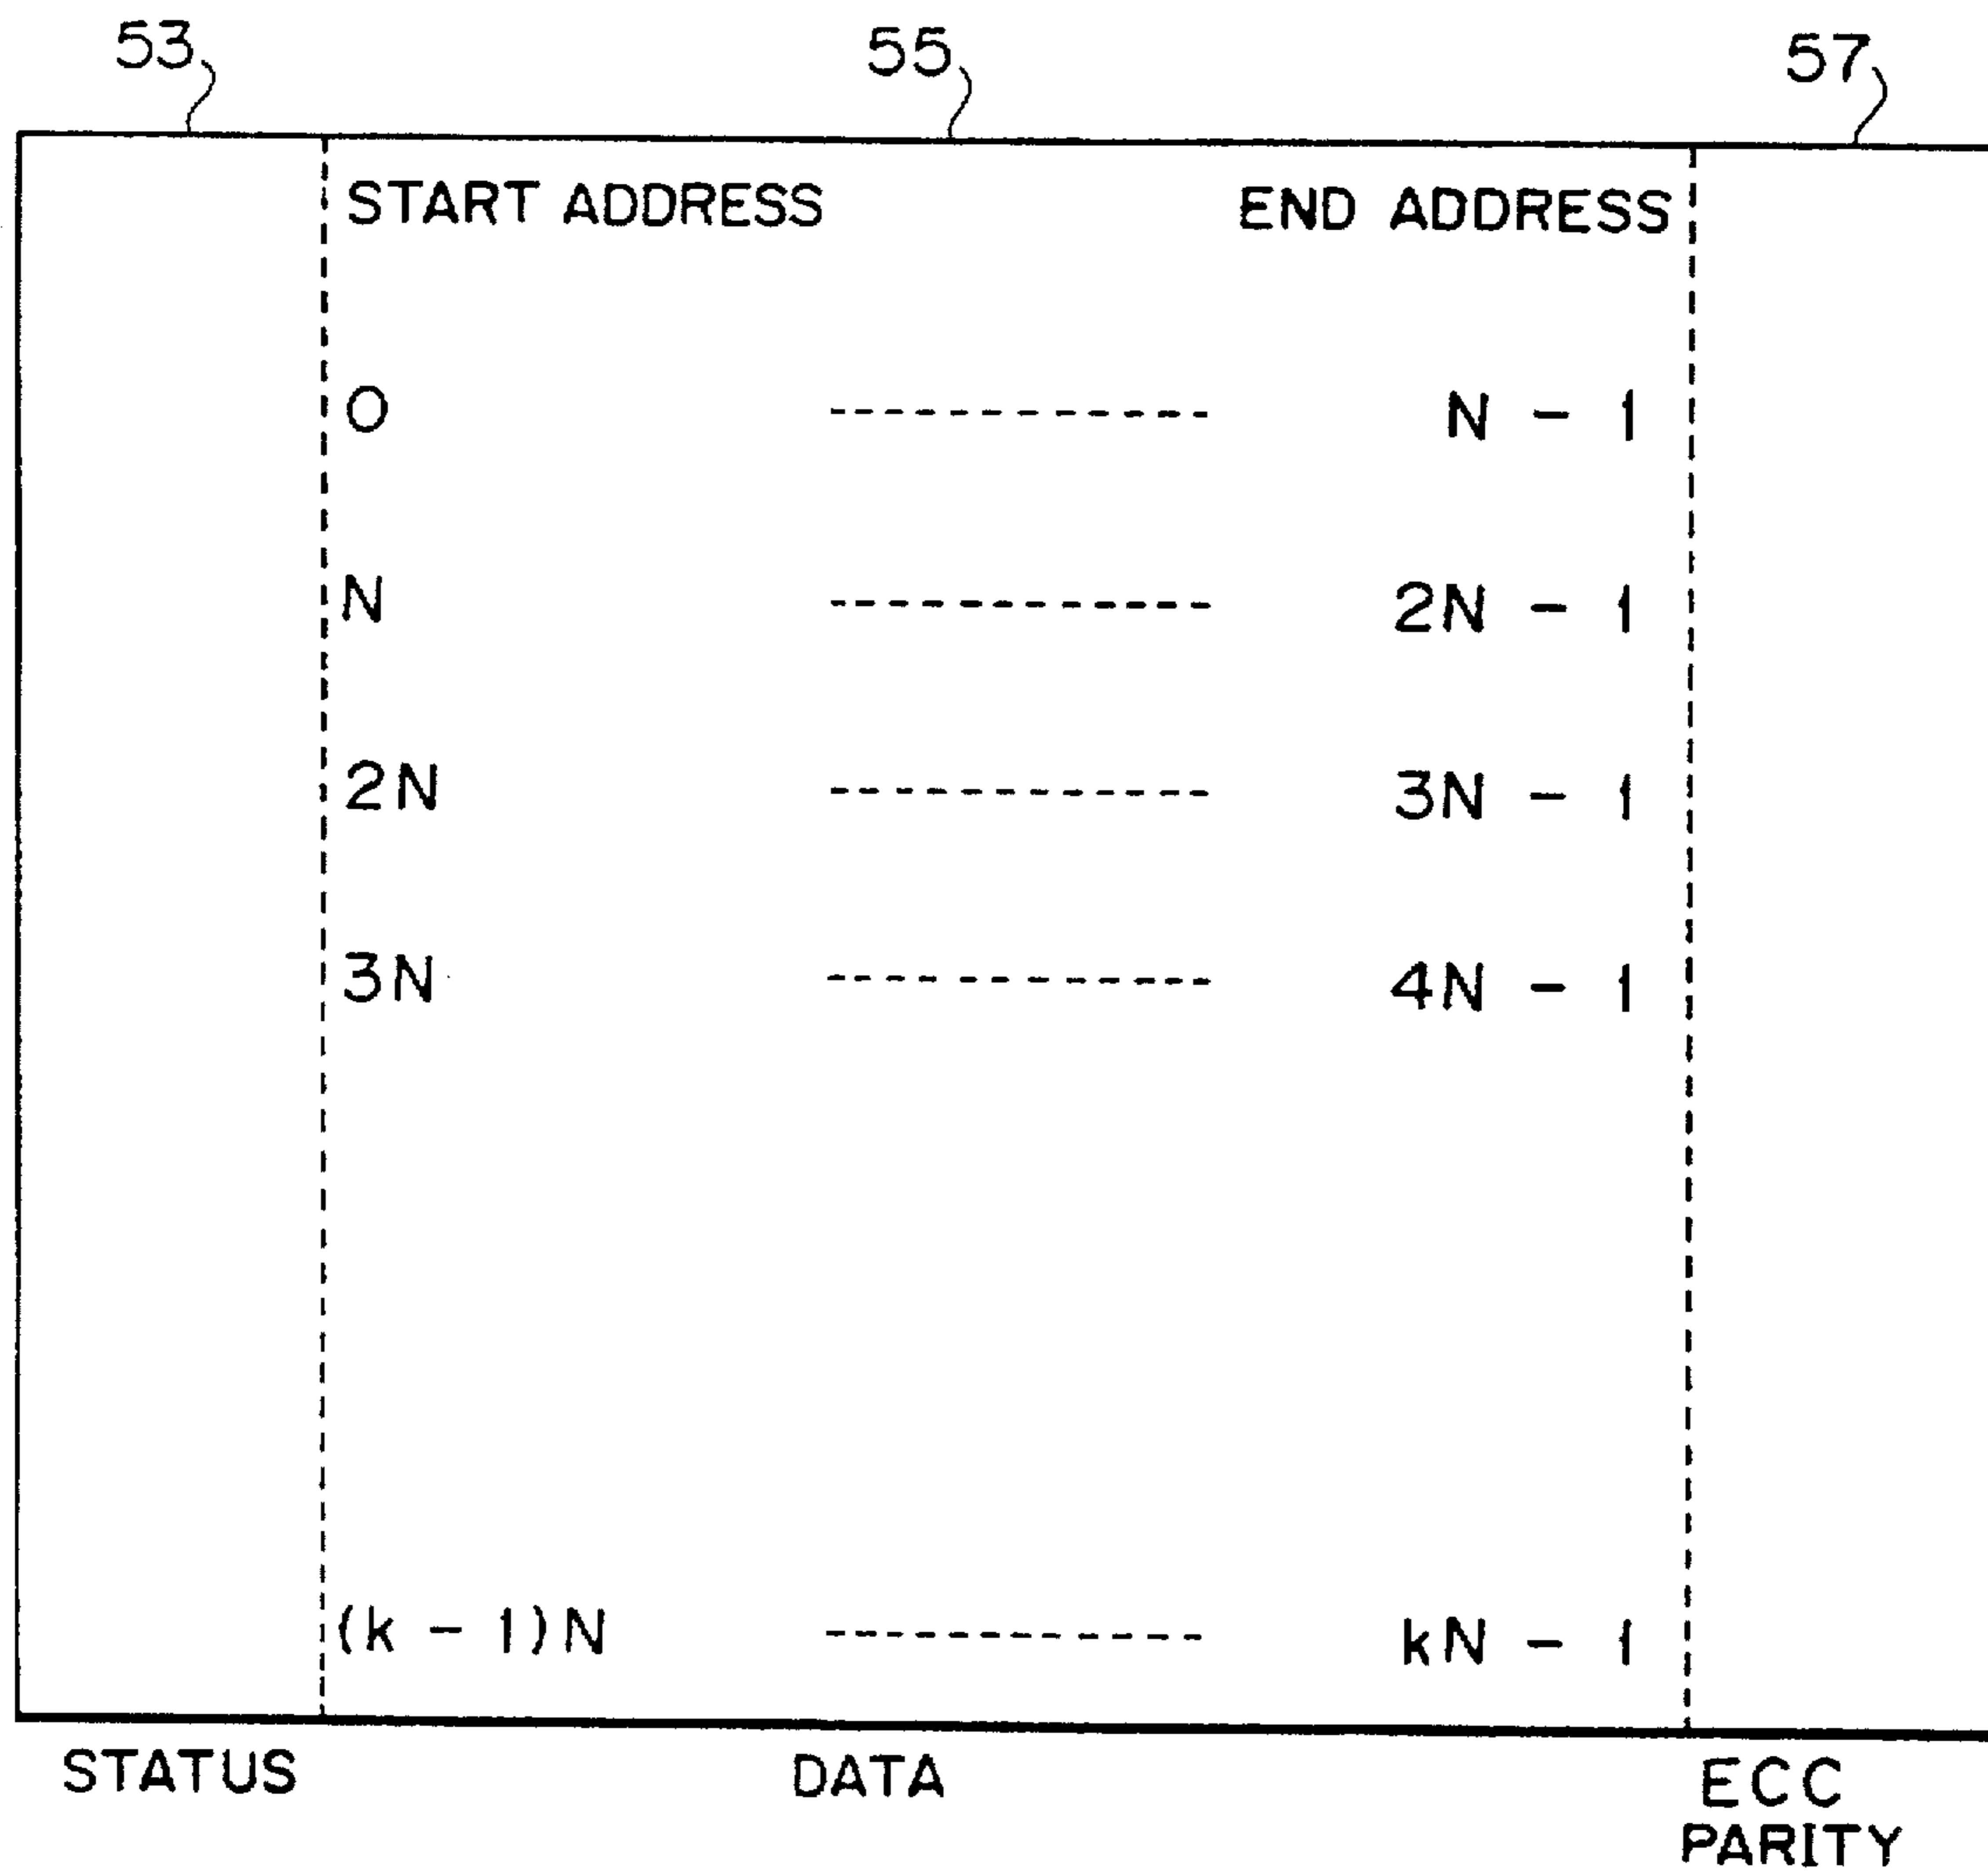 53 55 57
START ADDRESS END ADDRESS
0 ---------- N - 1
N ---------- 2N - 1
2N ---------- 3N - 1
3N ---------- 4N - 1
(k - 1)N ---------- kN - 1
STATUS DATA ECC
PARITY